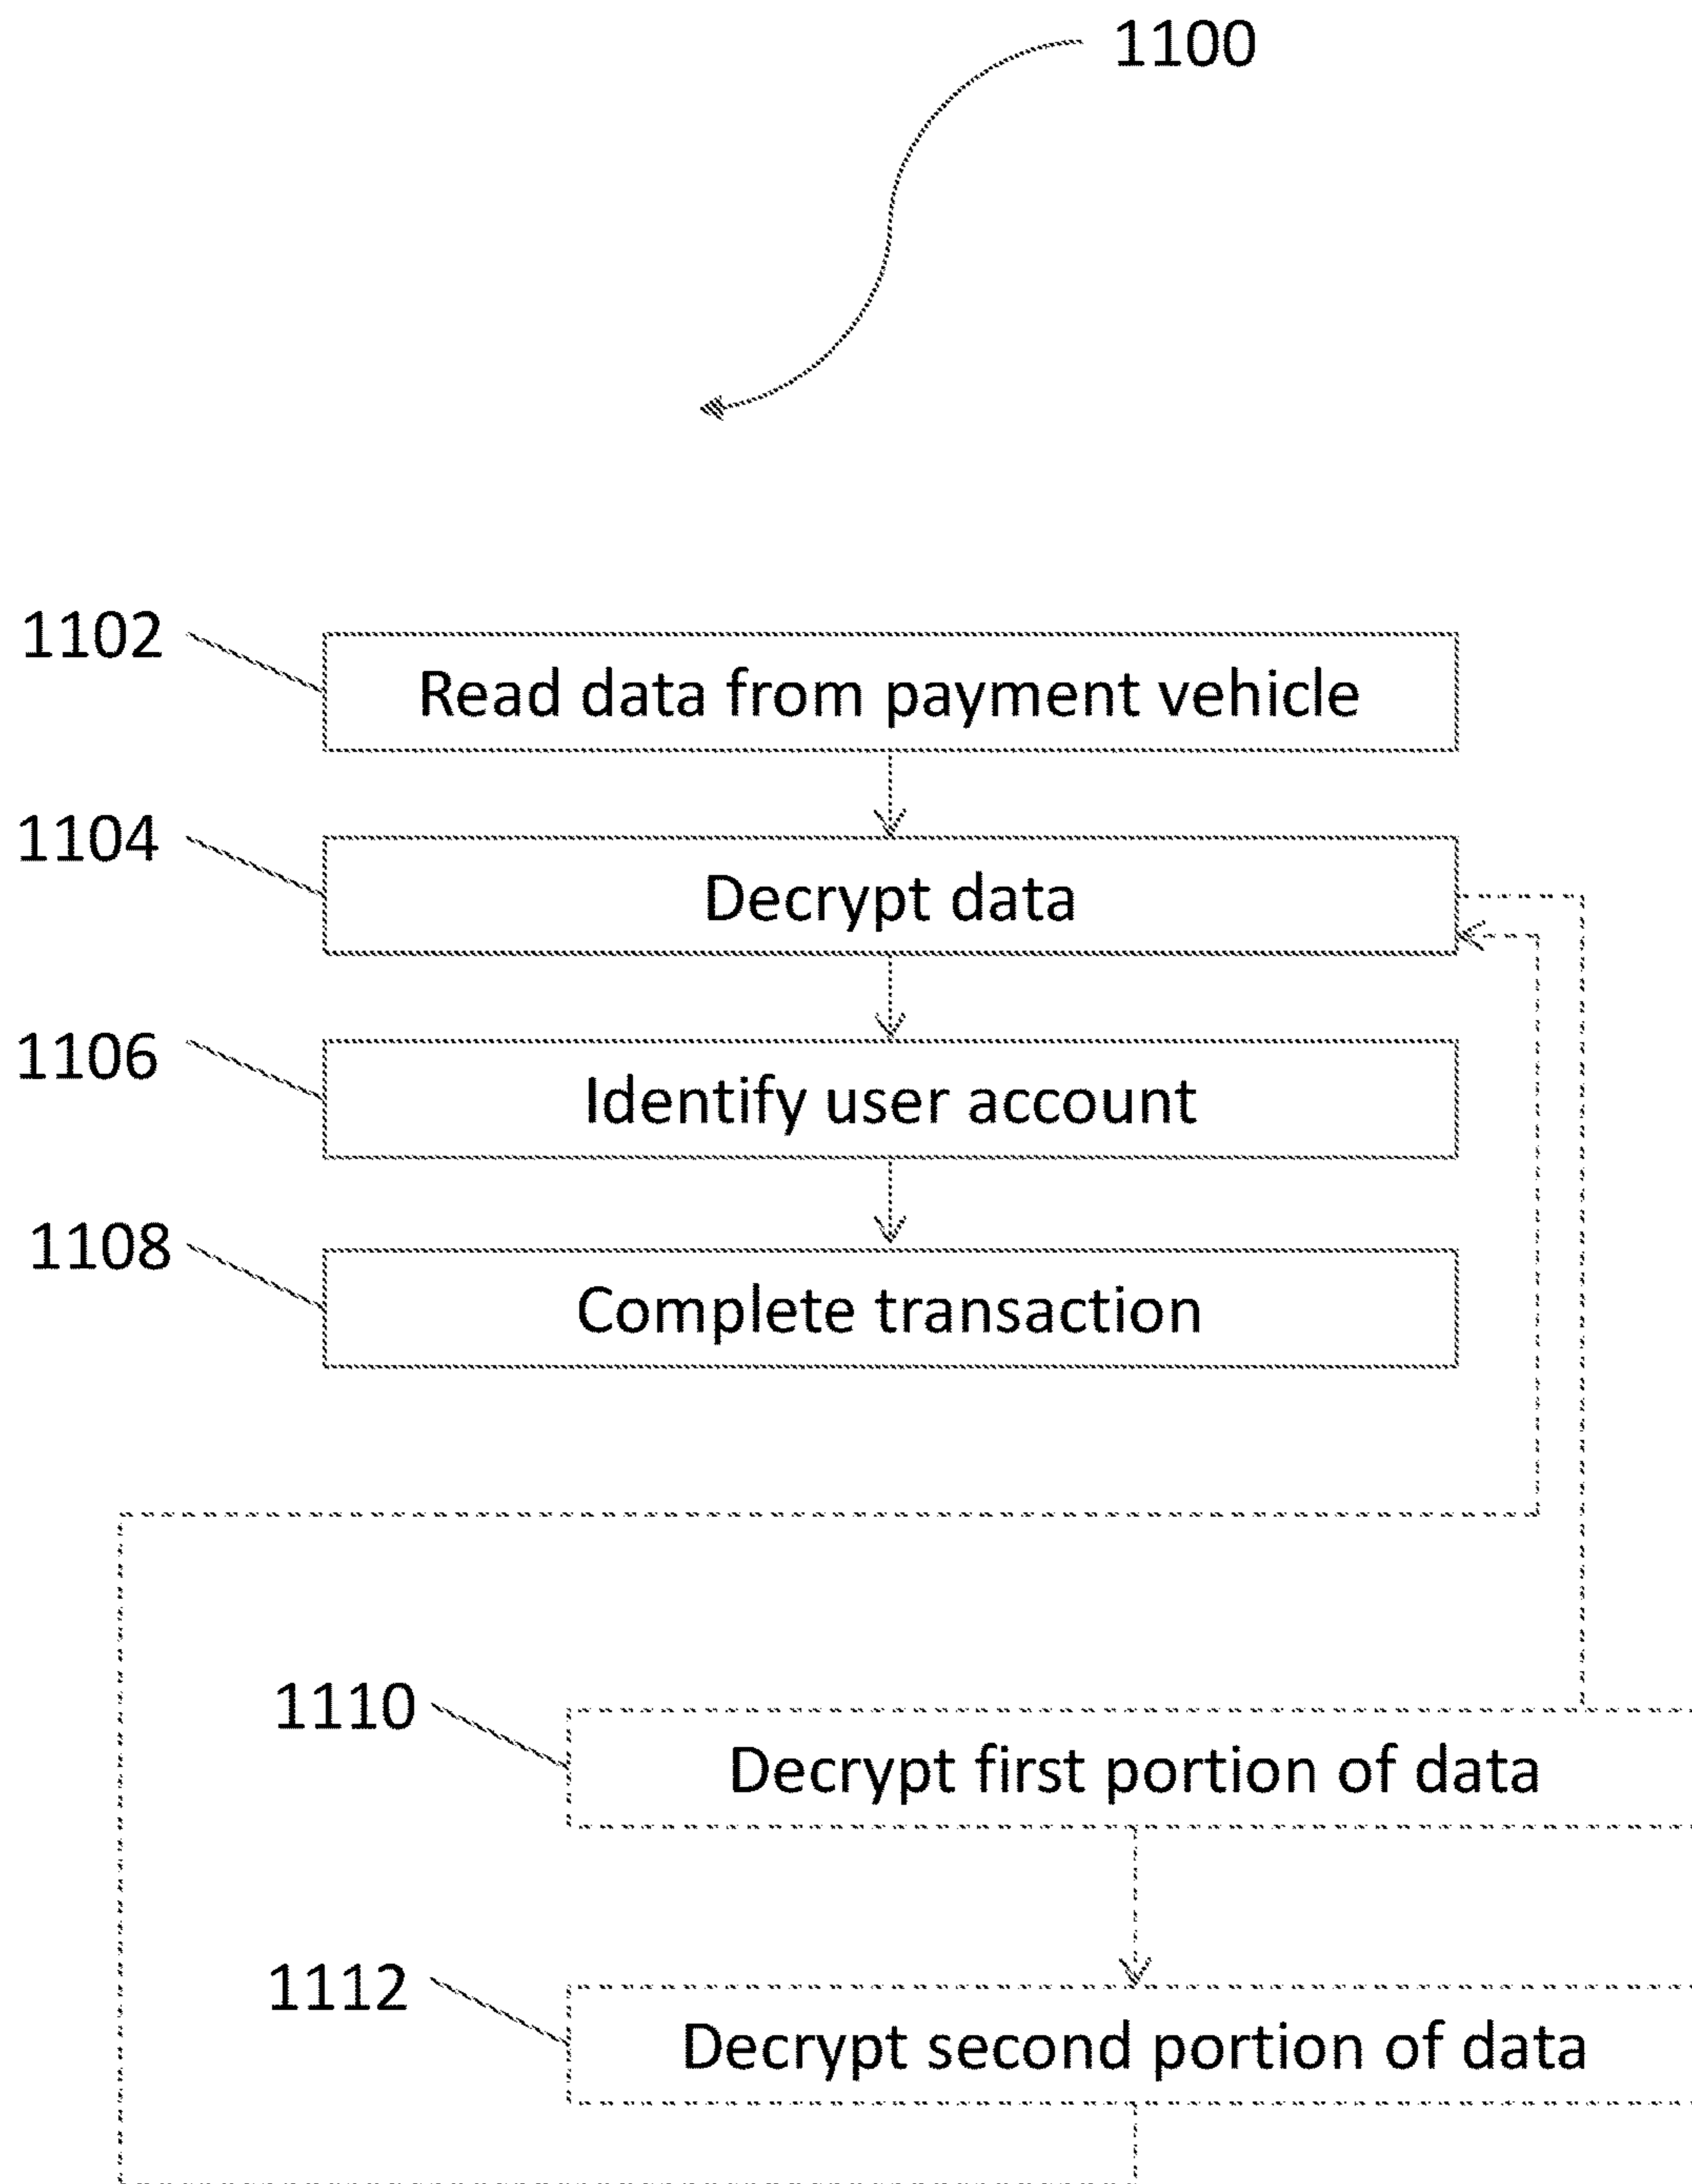 1100
1102
Read data from payment vehicle
1104
Decrypt data
1106
Identify user account
1108
Complete transaction
1110
Decrypt first portion of data
1112
Decrypt second portion of data